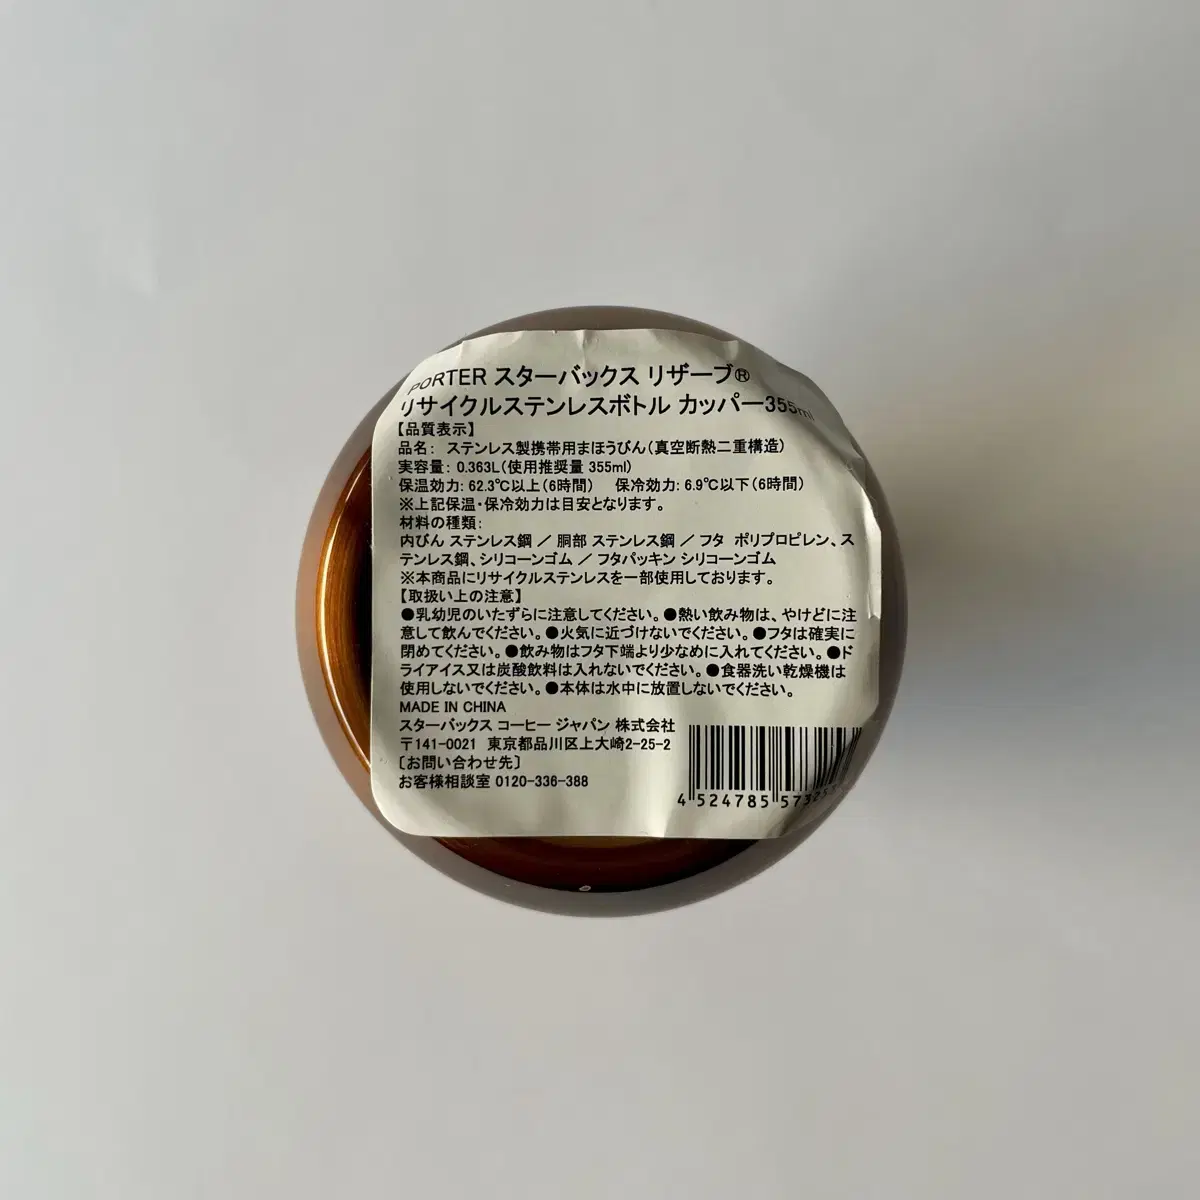 PORTER スターバックス リザーブ®
リサイクルステンレスボトル カッパー355ml
【品質表示】
品名： ステンレス製携帯用まほうびん（真空断熱二重構造）
実容量： 0.363L（使用推奨量 355ml）
保温効力：62.3℃以上（6時間） 保冷効力：6.9℃以下（6時間）
※上記保温・保冷効力は目安となります。
材料の種類：
内びん ステンレス鋼 ／ 胴部 ステンレス鋼 ／ フタ ポリプロピレン、ス
テンレス鋼、シリコーンゴム ／ フタパッキン シリコーンゴム
※本商品にリサイクルステンレスを一部使用しております。
【取扱い上の注意】
●乳幼児のいたずらに注意してください。●熱い飲み物は、やけどに注
意して飲んでください。●火気に近づけないでください。●フタは確実に
閉めてください。●飲み物はフタ下端より少なめに入れてください。●ド
ライアイス又は炭酸飲料は入れないでください。●食器洗い乾燥機は
使用しないでください。●本体は水中に放置しないでください。
MADE IN CHINA
スターバックス コーヒー ジャパン 株式会社
〒141-0021 東京都品川区上大崎2-25-2
〔お問い合わせ先〕
お客様相談室 0120-336-388
4 524785